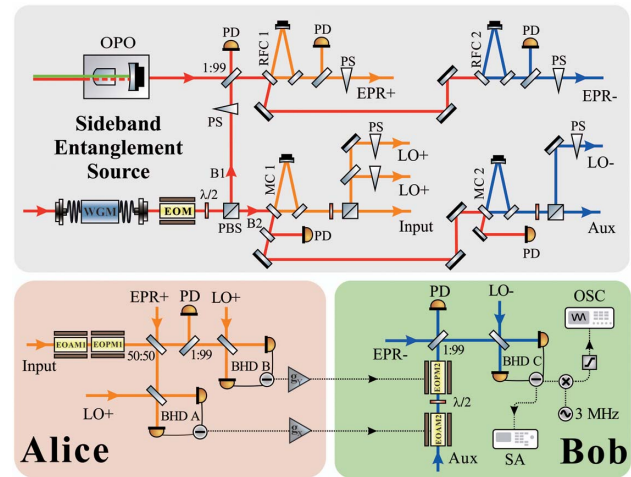 OPO
PD
1:99
RFC 1
PD
PS
EPR+
RFC 2
PD
PS
EPR-
Sideband
Entanglement
Source
PS
B1
WGM
EOM
λ/2
PBS
B2
MC 1
PD
PS
LO+
LO+
Input
MC 2
PD
PS
LO-
Aux
EPR+
PD
LO+
EOAM1
EOPM1
Input
50:50
1:99
BHD B
LO+
BHD A
Alice
PD
LO-
OSC
EPR-
1:99
BHD C
EOPM2
λ/2
EOAM2
3 MHz
SA
Aux
Bob